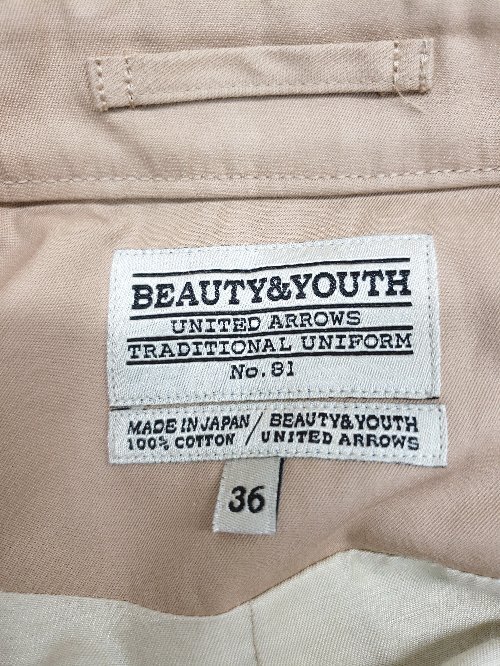 BEAUTY&YOUTH
UNITED ARROWS
TRADITIONAL UNIFORM
No.81
MADE IN JAPAN / BEAUTY&YOUTH
100% COTTON / UNITED ARROWS
36